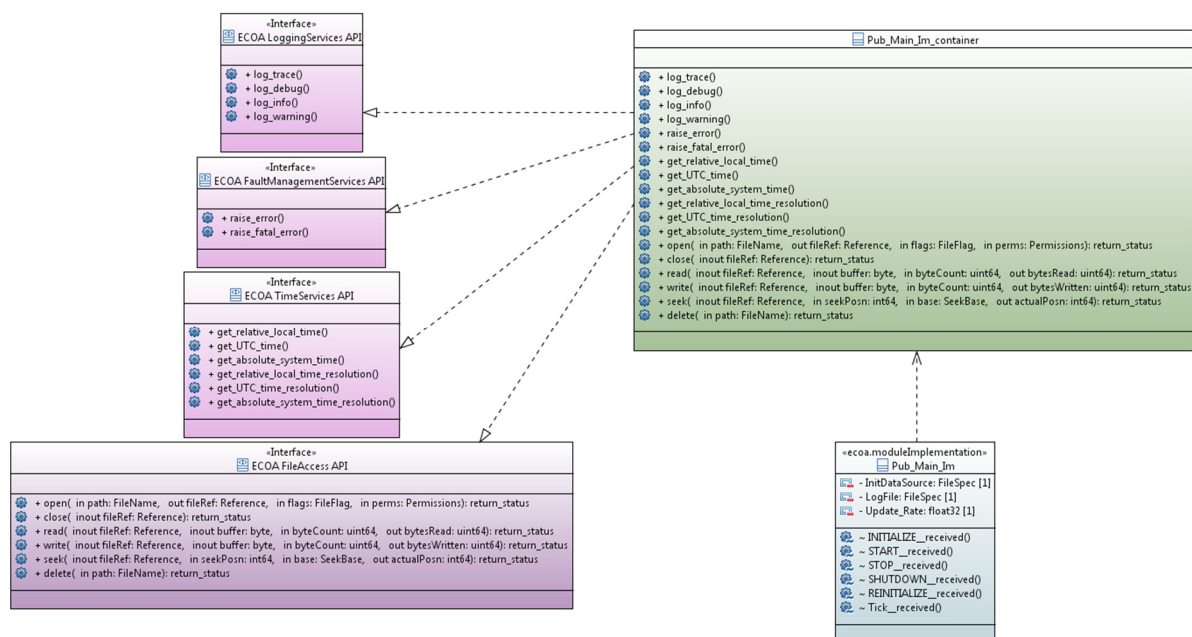 «Interface»
ECOA LoggingServices API
+ log_trace()
+ log_debug()
+ log_info()
+ log_warning()
«Interface»
ECOA FaultManagementServices API
+ raise_error()
+ raise_fatal_error()
«Interface»
ECOA TimeServices API
+ get_relative_local_time()
+ get_UTC_time()
+ get_absolute_system_time()
+ get_relative_local_time_resolution()
+ get_UTC_time_resolution()
+ get_absolute_system_time_resolution()
«Interface»
ECOA FileAccess API
+ open( in path: FileName, out fileRef: Reference, in flags: FileFlag, in perms: Permissions): return_status
+ close( inout fileRef: Reference): return_status
+ read( inout fileRef: Reference, inout buffer: byte, in byteCount: uint64, out bytesRead: uint64): return_status
+ write( inout fileRef: Reference, inout buffer: byte, in byteCount: uint64, out bytesWritten: uint64): return_status
+ seek( inout fileRef: Reference, in seekPosn: int64, in base: SeekBase, out actualPosn: int64): return_status
+ delete( in path: FileName): return_status
Pub_Main_Im_container
+ log_trace()
+ log_debug()
+ log_info()
+ log_warning()
+ raise_error()
+ raise_fatal_error()
+ get_relative_local_time()
+ get_UTC_time()
+ get_absolute_system_time()
+ get_relative_local_time_resolution()
+ get_UTC_time_resolution()
+ get_absolute_system_time_resolution()
+ open( in path: FileName, out fileRef: Reference, in flags: FileFlag, in perms: Permissions): return_status
+ close( inout fileRef: Reference): return_status
+ read( inout fileRef: Reference, inout buffer: byte, in byteCount: uint64, out bytesRead: uint64): return_status
+ write( inout fileRef: Reference, inout buffer: byte, in byteCount: uint64, out bytesWritten: uint64): return_status
+ seek( inout fileRef: Reference, in seekPosn: int64, in base: SeekBase, out actualPosn: int64): return_status
+ delete( in path: FileName): return_status
«ecoa.moduleImplementation»
Pub_Main_Im
- InitDataSource: FileSpec [1]
- LogFile: FileSpec [1]
- Update_Rate: float32 [1]
~ INITIALIZE__received()
~ START__received()
~ STOP__received()
~ SHUTDOWN__received()
~ REINITIALIZE__received()
~ Tick__received()